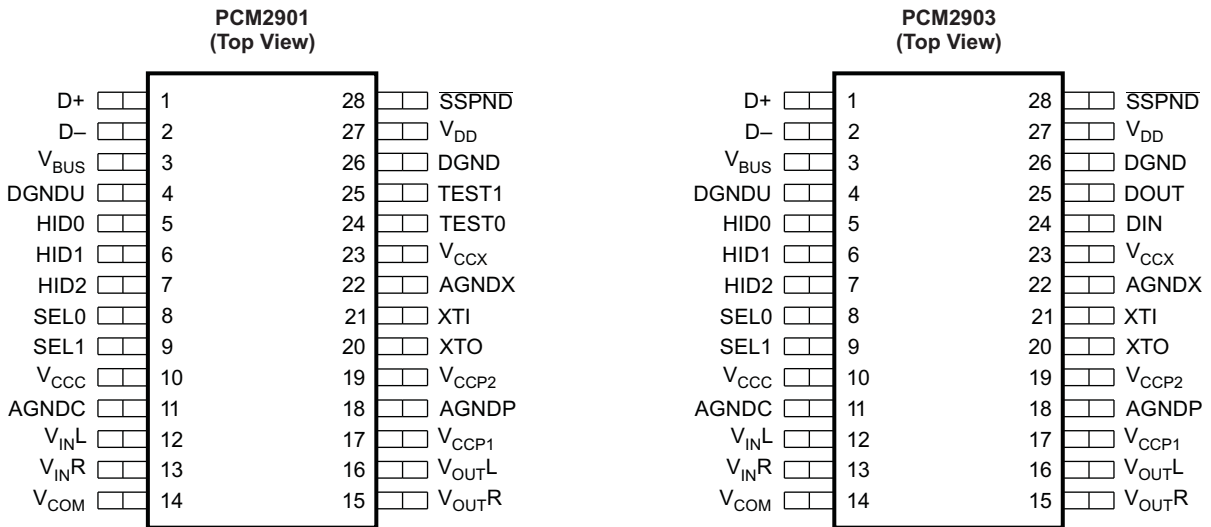 PCM2901
(Top View)
D+ 1 28 S̅S̅P̅N̅D̅
D– 2 27 VDD
VBUS 3 26 DGND
DGNDU 4 25 TEST1
HID0 5 24 TEST0
HID1 6 23 VCCX
HID2 7 22 AGNDX
SEL0 8 21 XTI
SEL1 9 20 XTO
VCCC 10 19 VCCP2
AGNDC 11 18 AGNDP
VINL 12 17 VCCP1
VINR 13 16 VOUTL
VCOM 14 15 VOUTR
PCM2903
(Top View)
D+ 1 28 S̅S̅P̅N̅D̅
D– 2 27 VDD
VBUS 3 26 DGND
DGNDU 4 25 DOUT
HID0 5 24 DIN
HID1 6 23 VCCX
HID2 7 22 AGNDX
SEL0 8 21 XTI
SEL1 9 20 XTO
VCCC 10 19 VCCP2
AGNDC 11 18 AGNDP
VINL 12 17 VCCP1
VINR 13 16 VOUTL
VCOM 14 15 VOUTR